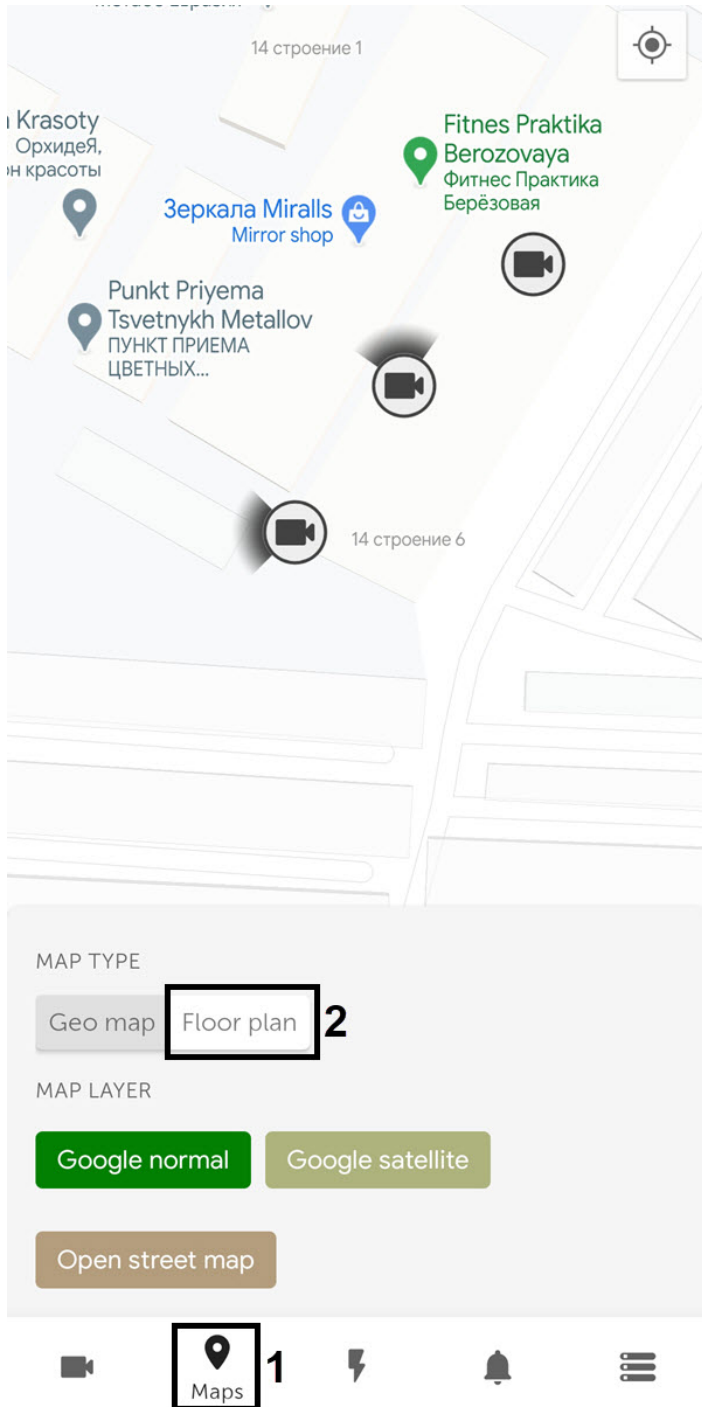 14 строение 1
Krasoty
ОрхидеЯ,
н красоты
Fitnes Praktika
Berozovaya
Фитнес Практика
Берёзовая
Зеркала Miralls
Mirror shop
Punkt Priyema
Tsvetnykh Metallov
ПУНКТ ПРИЕМА
ЦВЕТНЫХ...
14 строение 6
MAP TYPE
Geo map
Floor plan
2
MAP LAYER
Google normal
Google satellite
Open street map
Maps
1